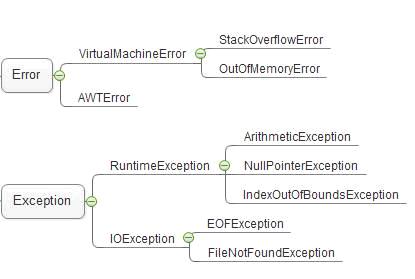 Error
VirtualMachineError
StackOverflowError
OutOfMemoryError
AWTError
Exception
RuntimeException
ArithmeticException
NullPointerException
IndexOutOfBoundsException
IOException
EOFException
FileNotFoundException